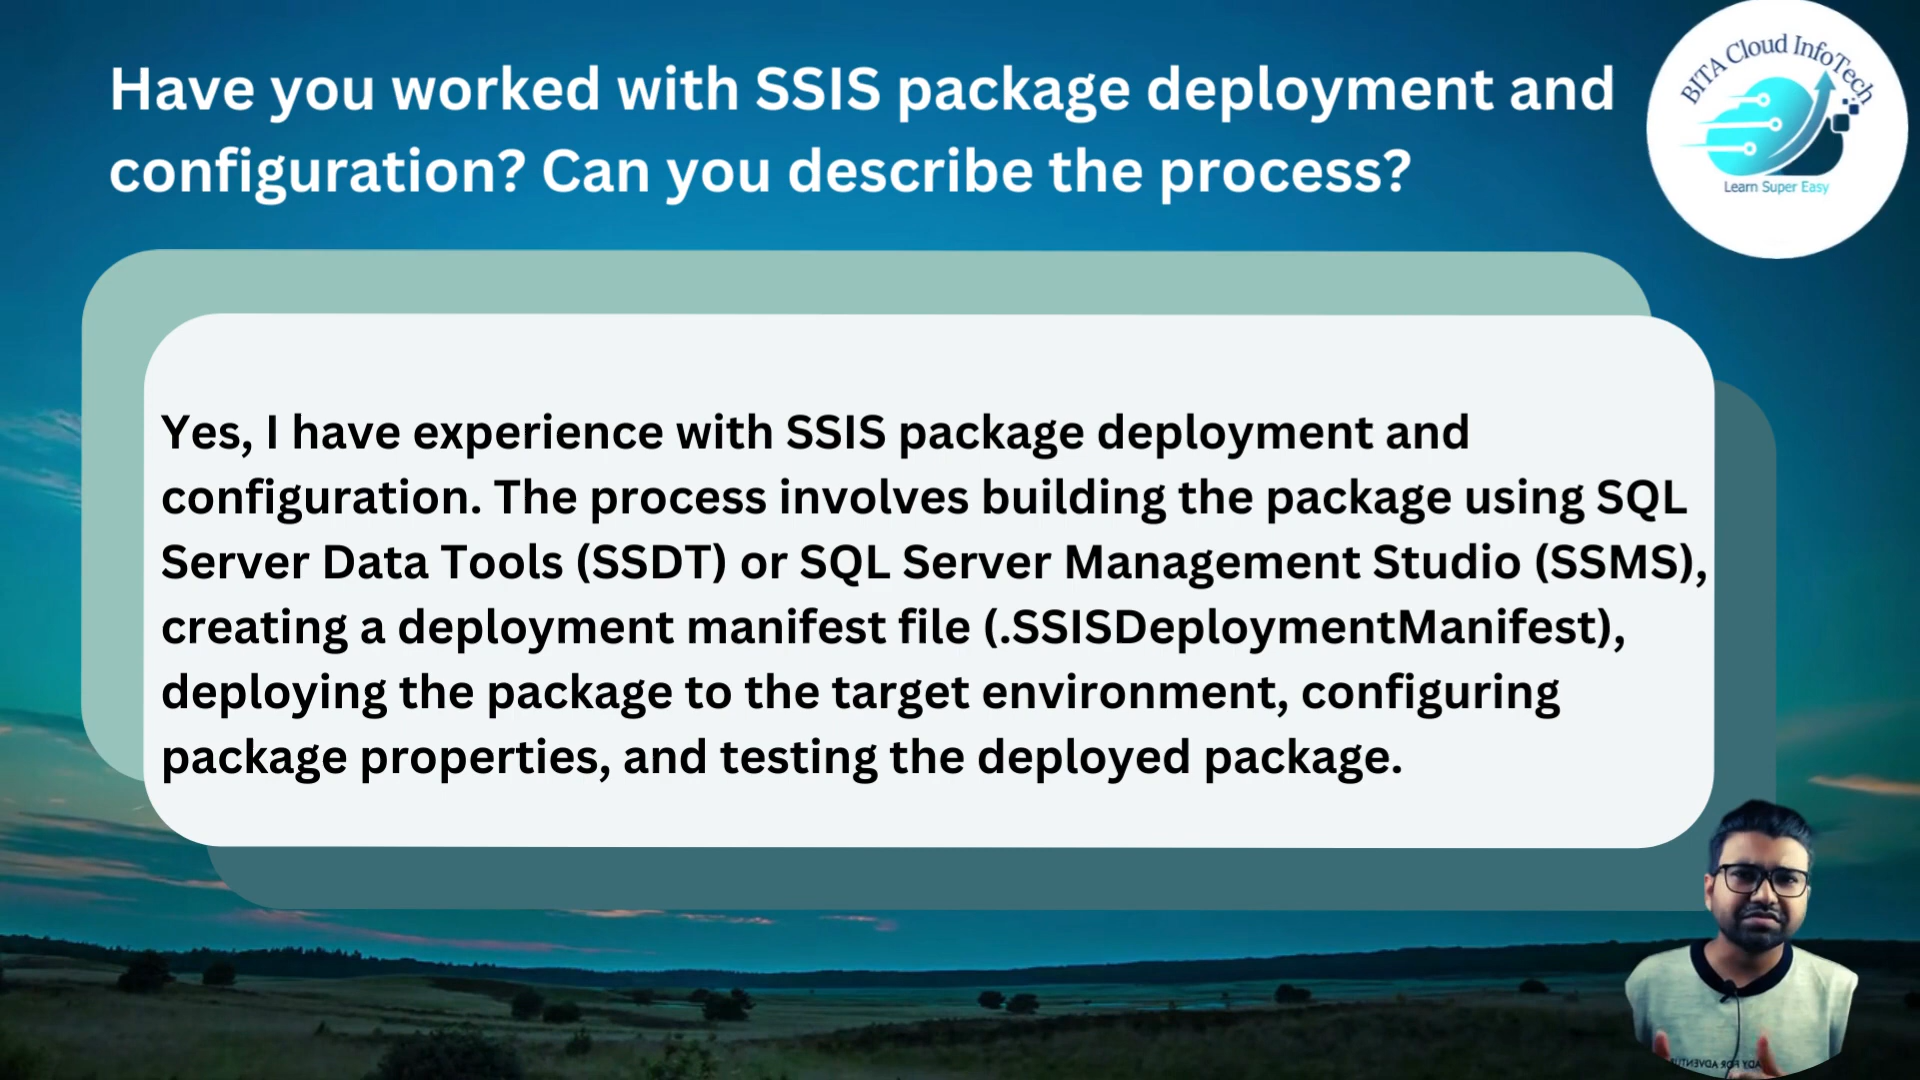 Have you worked with SSIS package deployment and
configuration? Can you describe the process?
BITA Cloud InfoTech
Learn Super Easy
Yes, I have experience with SSIS package deployment and
configuration. The process involves building the package using SQL
Server Data Tools (SSDT) or SQL Server Management Studio (SSMS),
creating a deployment manifest file (.SSISDeploymentManifest),
deploying the package to the target environment, configuring
package properties, and testing the deployed package.